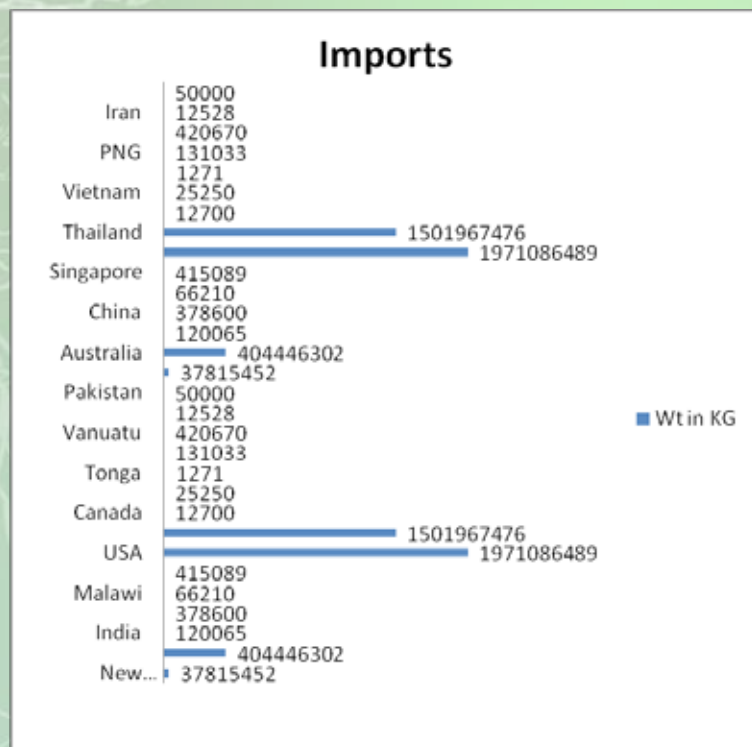 Imports
50000
Iran 12528
420670
PNG 131033
1271
Vietnam 25250
12700
Thailand 1501967476
1971086489
Singapore 415089
66210
China 378600
120065
Australia 404446302
37815452
Pakistan 50000
12528
Vanuatu 420670
131033
Tonga 1271
25250
Canada 12700
1501967476
USA 1971086489
415089
Malawi 66210
378600
India 120065
404446302
New... 37815452
Wt in KG